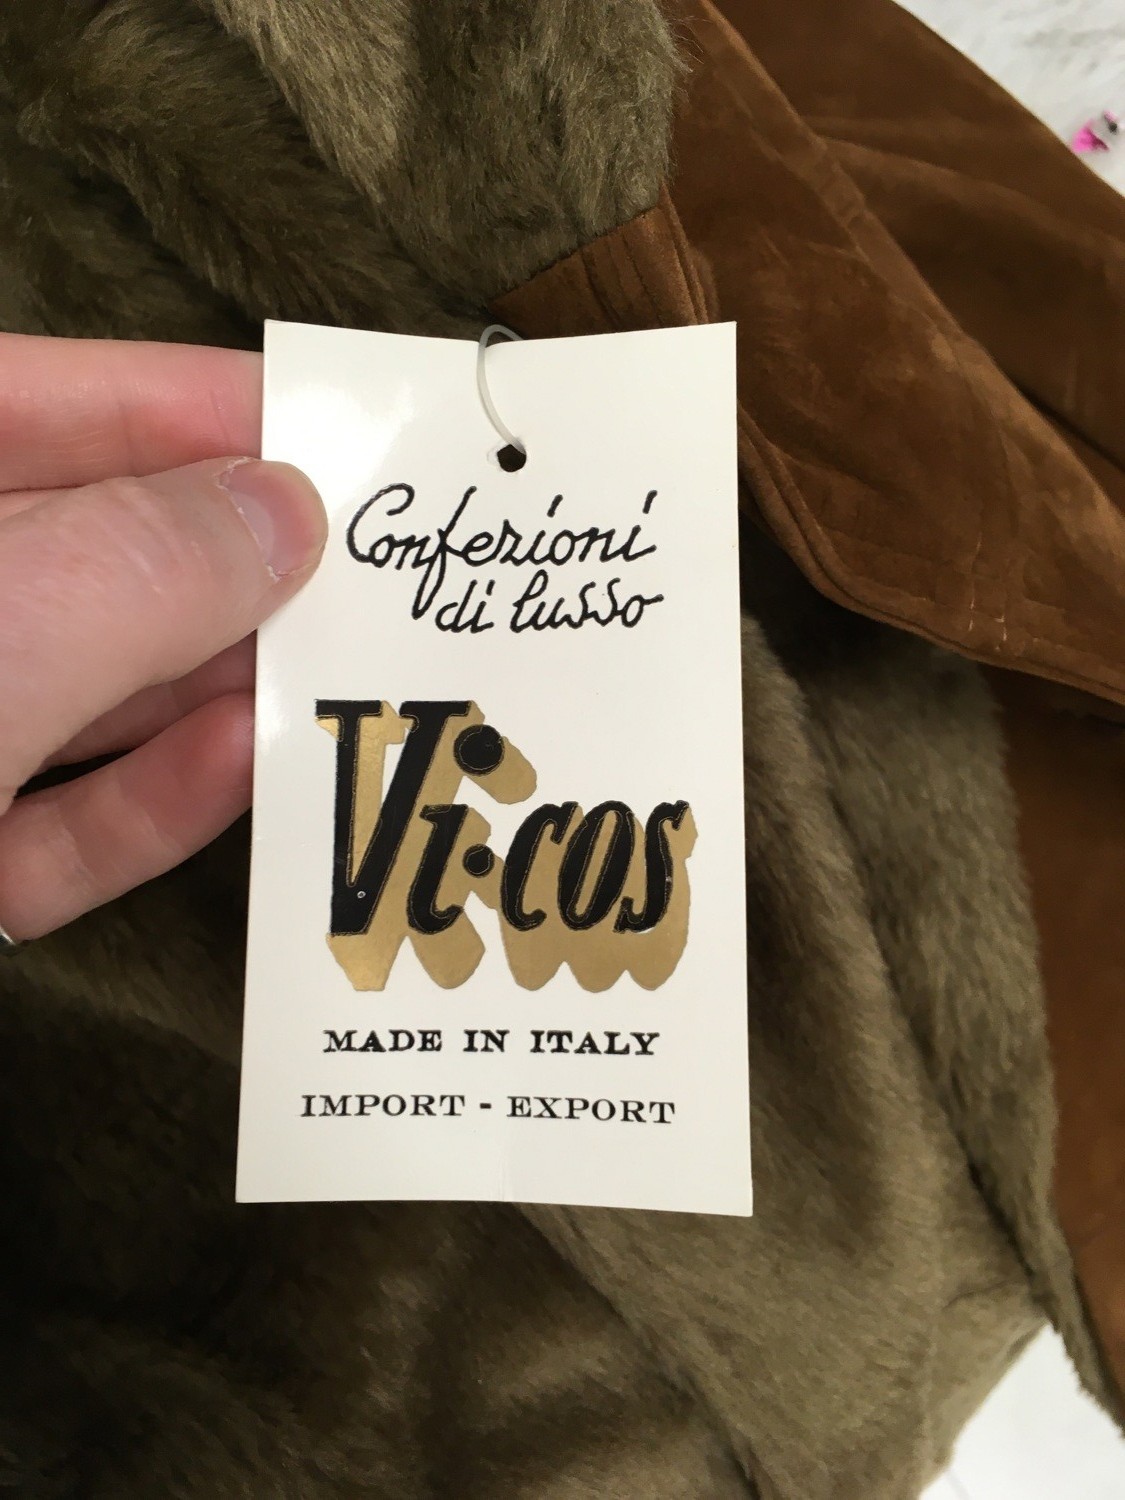 Confezioni
di lusso
Vi·cos
MADE IN ITALY
IMPORT - EXPORT